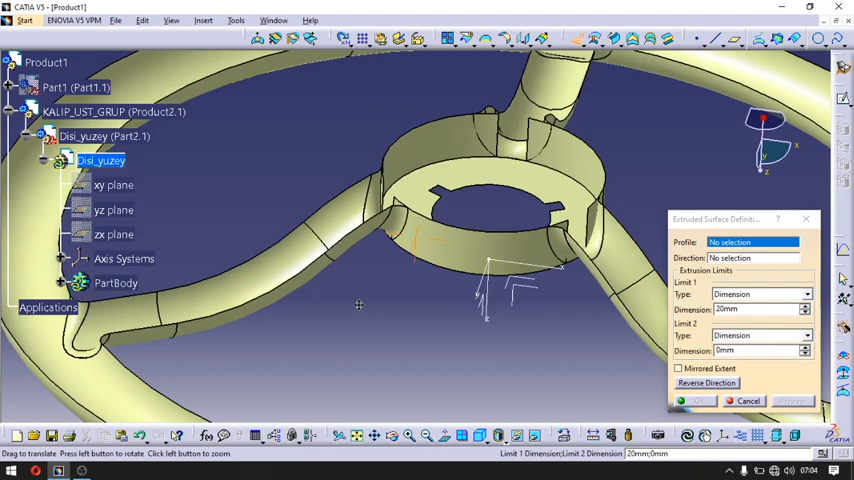 CATIA V5 - [Product1]
Start ENOVIA V5 VPM File Edit View Insert Tools Window Help
Product1
Part1 (Part1.1)
KALIP_UST_GRUP (Product2.1)
Disi_yuzey (Part2.1)
Disi_yuzey
xy plane
yz plane
zx plane
Axis Systems
PartBody
Applications
x
y
z
x
z
Extruded Surface Definiti... ?
Profile: No selection
Direction: No selection
Extrusion Limits
Limit 1
Type: Dimension
Dimension: 20mm
Limit 2
Type: Dimension
Dimension: 0mm
Mirrored Extent
Reverse Direction
OK Cancel Preview
f(x)
CATIA
Drag to translate Press left button to rotate Click left button to zoom Limit 1 Dimension;Limit 2 Dimension 20mm;0mm
07:04